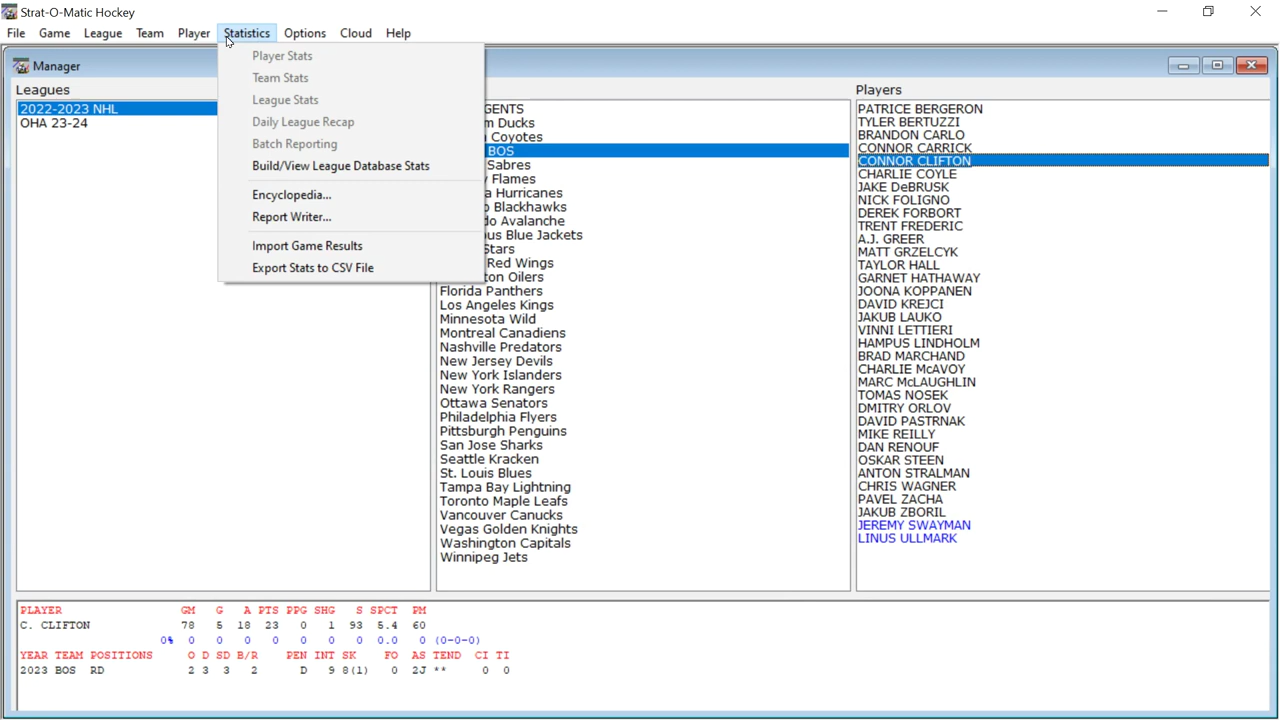 Strat-O-Matic Hockey
File Game League Team Player Statistics Options Cloud Help
Manager
Player Stats
Team Stats
League Stats
Daily League Recap
Batch Reporting
Build/View League Database Stats
Encyclopedia...
Report Writer...
Import Game Results
Export Stats to CSV File
Leagues
2022-2023 NHL
OHA 23-24
GENTS
m Ducks
Coyotes
BOS
Sabres
y Flames
a Hurricanes
o Blackhawks
do Avalanche
ous Blue Jackets
Stars
Red Wings
ton Oilers
Florida Panthers
Los Angeles Kings
Minnesota Wild
Montreal Canadiens
Nashville Predators
New Jersey Devils
New York Islanders
New York Rangers
Ottawa Senators
Philadelphia Flyers
Pittsburgh Penguins
San Jose Sharks
Seattle Kracken
St. Louis Blues
Tampa Bay Lightning
Toronto Maple Leafs
Vancouver Canucks
Vegas Golden Knights
Washington Capitals
Winnipeg Jets
Players
PATRICE BERGERON
TYLER BERTUZZI
BRANDON CARLO
CONNOR CARRICK
CONNOR CLIFTON
CHARLIE COYLE
JAKE DeBRUSK
NICK FOLIGNO
DEREK FORBORT
TRENT FREDERIC
A.J. GREER
MATT GRZELCYK
TAYLOR HALL
GARNET HATHAWAY
JOONA KOPPANEN
DAVID KREJCI
JAKUB LAUKO
VINNI LETTIERI
HAMPUS LINDHOLM
BRAD MARCHAND
CHARLIE McAVOY
MARC McLAUGHLIN
TOMAS NOSEK
DMITRY ORLOV
DAVID PASTRNAK
MIKE REILLY
DAN RENOUF
OSKAR STEEN
ANTON STRALMAN
CHRIS WAGNER
PAVEL ZACHA
JAKUB ZBORIL
JEREMY SWAYMAN
LINUS ULLMARK
PLAYER GM G A PTS PPG SHG S SPCT PM
C. CLIFTON 78 5 18 23 0 1 93 5.4 60
0% 0 0 0 0 0 0 0 0.0 0 (0-0-0)
YEAR TEAM POSITIONS O D SD B/R PEN INT SK FO AS TEND CI TI
2023 BOS RD 2 3 3 2 D 9 8(1) 0 2J ** 0 0